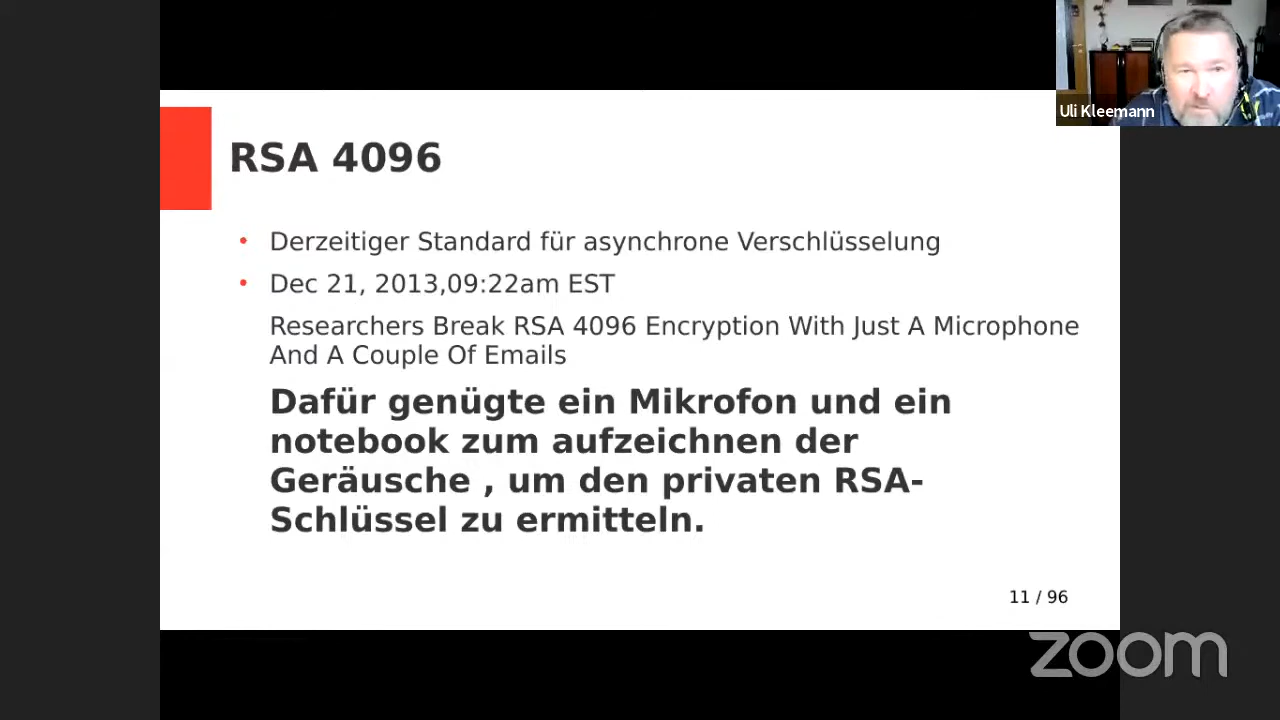 Uli Kleemann
RSA 4096
• Derzeitiger Standard für asynchrone Verschlüsselung
• Dec 21, 2013,09:22am EST
Researchers Break RSA 4096 Encryption With Just A Microphone
And A Couple Of Emails
Dafür genügte ein Mikrofon und ein
notebook zum aufzeichnen der
Geräusche , um den privaten RSA-
Schlüssel zu ermitteln.
11 / 96
zoom